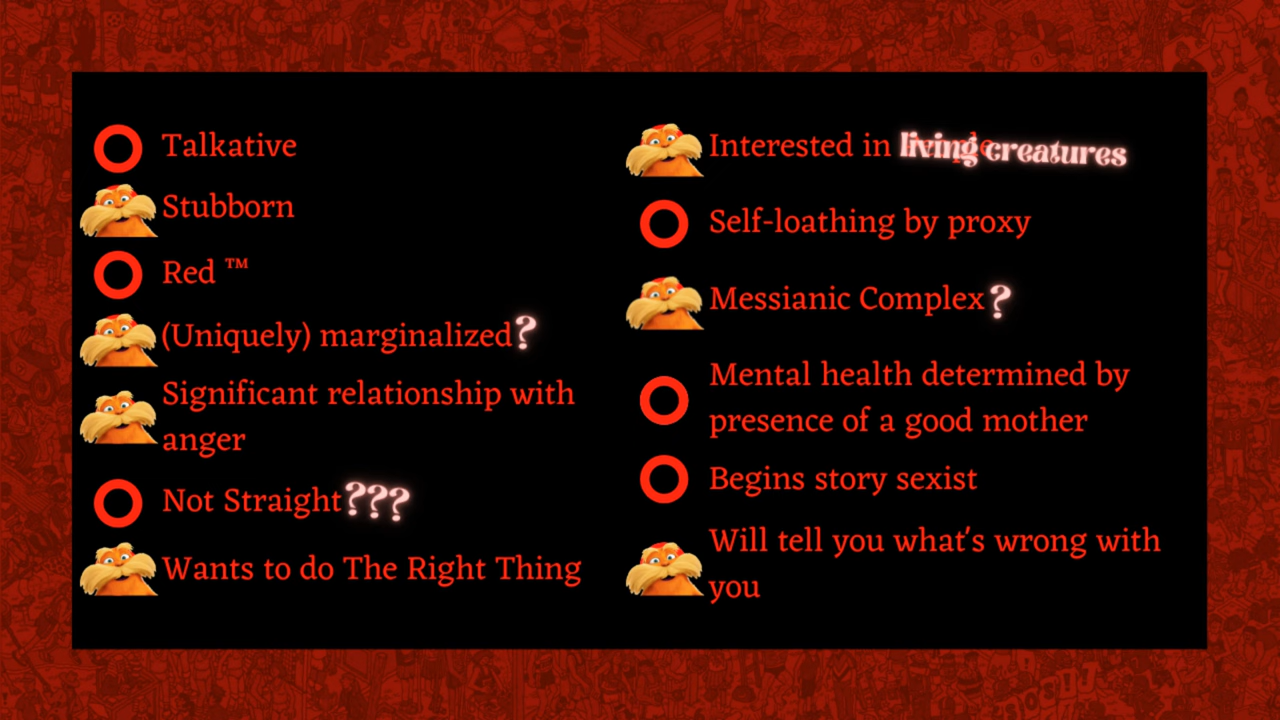 Talkative
Stubborn
Red ™
(Uniquely) marginalized?
Significant relationship with
anger
Not Straight???
Wants to do The Right Thing
Interested in living creatures
Self-loathing by proxy
Messianic Complex?
Mental health determined by
presence of a good mother
Begins story sexist
Will tell you what's wrong with
you